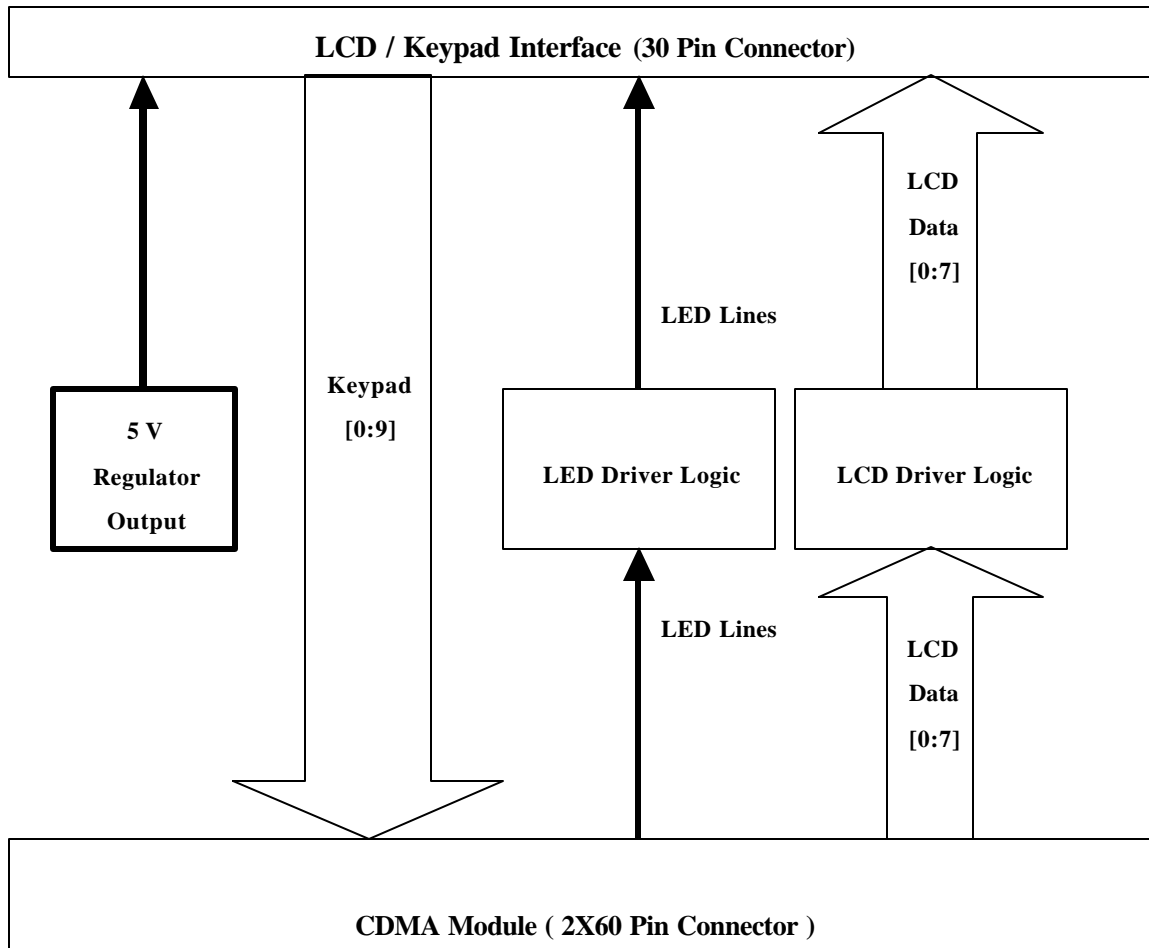 LCD / Keypad Interface (30 Pin Connector)
LCD
Data
[0:7]
LED Lines
Keypad
[0:9]
5 V
Regulator
Output
LED Driver Logic
LCD Driver Logic
LED Lines
LCD
Data
[0:7]
CDMA Module ( 2X60 Pin Connector )